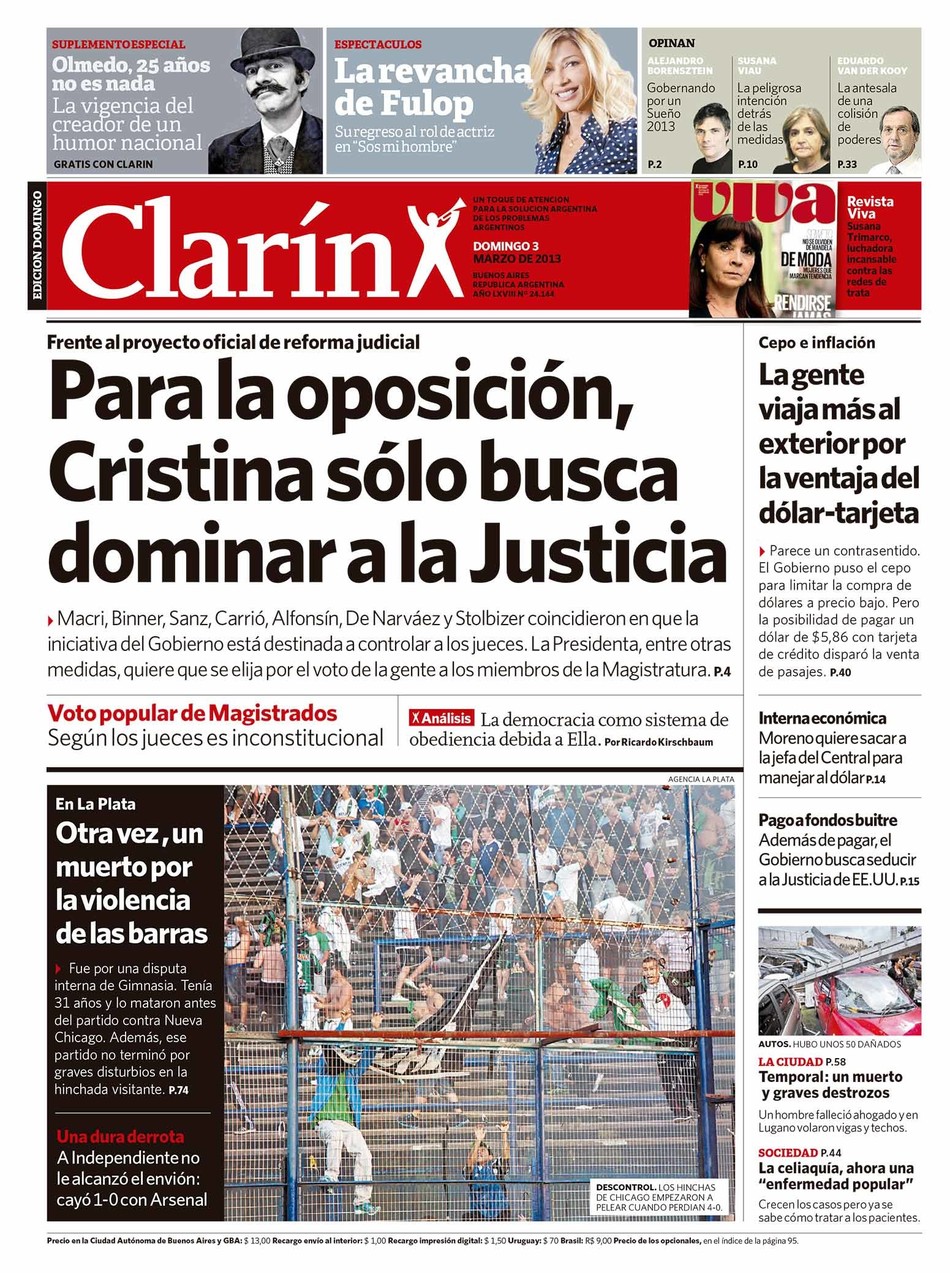 SUPLEMENTO ESPECIAL
Olmedo, 25 años
no es nada
La vigencia del
creador de un
humor nacional
GRATIS CON CLARIN
ESPECTACULOS
La revancha
de Fulop
Su regreso al rol de actriz
en “Sos mi hombre”
OPINAN
ALEJANDRO
BORENSZTEIN
Gobernando
por un
Sueño
2013
P.2
SUSANA
VIAU
La peligrosa
intención
detrás
de las
medidas
P.10
EDUARDO
VAN DER KOOY
La antesala
de una
colisión
de
poderes
P.33
EDICION DOMINGO
Clarín
UN TOQUE DE ATENCION
PARA LA SOLUCION ARGENTINA
DE LOS PROBLEMAS
ARGENTINOS
DOMINGO 3
MARZO DE 2013
BUENOS AIRES
REPUBLICA ARGENTINA
AÑO LXVIII Nº 24.144
viva
NO SE OLVIDEN
DE MANDELA
DE MODA
MUJERES QUE
MARCAN TENDENCIA
RENDIRSE
JAMAS
Revista
Viva
Susana
Trimarco,
luchadora
incansable
contra las
redes de
trata
Frente al proyecto oficial de reforma judicial
Para la oposición,
Cristina sólo busca
dominar a la Justicia
Macri, Binner, Sanz, Carrió, Alfonsín, De Narváez y Stolbizer coincidieron en que la
iniciativa del Gobierno está destinada a controlar a los jueces. La Presidenta, entre otras
medidas, quiere que se elija por el voto de la gente a los miembros de la Magistratura. P.4
Voto popular de Magistrados
Según los jueces es inconstitucional
Análisis La democracia como sistema de
obediencia debida a Ella. Por Ricardo Kirschbaum
Cepo e inflación
La gente
viaja más al
exterior por
la ventaja del
dólar-tarjeta
Parece un contrasentido.
El Gobierno puso el cepo
para limitar la compra de
dólares a precio bajo. Pero
la posibilidad de pagar un
dólar de $5,86 con tarjeta
de crédito disparó la venta
de pasajes. P.40
Interna económica
Moreno quiere sacar a
la jefa del Central para
manejar al dólar P.14
Pago a fondos buitre
Además de pagar, el
Gobierno busca seducir
a la Justicia de EE.UU. P.15
AGENCIA LA PLATA
En La Plata
Otra vez , un
muerto por
la violencia
de las barras
Fue por una disputa
interna de Gimnasia. Tenía
31 años y lo mataron antes
del partido contra Nueva
Chicago. Además, ese
partido no terminó por
graves disturbios en la
hinchada visitante. P.74
Una dura derrota
A Independiente no
le alcanzó el envión:
cayó 1-0 con Arsenal
DESCONTROL. LOS HINCHAS
DE CHICAGO EMPEZARON A
PELEAR CUANDO PERDIAN 4-0.
AUTOS. HUBO UNOS 50 DAÑADOS
LA CIUDAD P.58
Temporal: un muerto
y graves destrozos
Un hombre falleció ahogado y en
Lugano volaron vigas y techos.
SOCIEDAD P.44
La celiaquía, ahora una
“enfermedad popular”
Crecen los casos pero ya se
sabe cómo tratar a los pacientes.
Precio en la Ciudad Autónoma de Buenos Aires y GBA: $ 13,00 Recargo envío al interior: $ 1,00 Recargo impresión digital: $ 1,50 Uruguay: $ 70 Brasil: R$ 9,00 Precio de los opcionales, en el índice de la página 95.